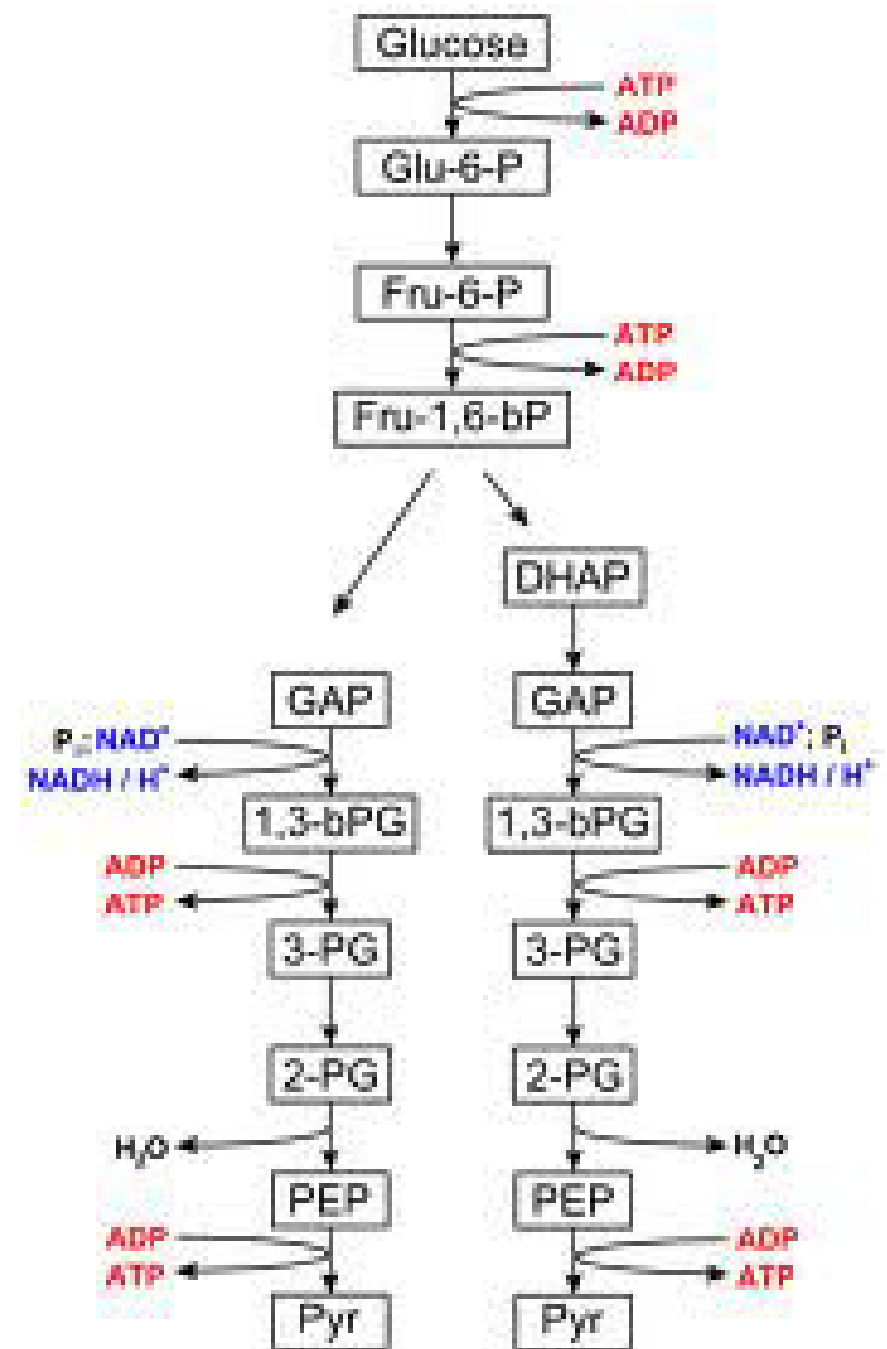 Glucose
ATP
ADP
Glu-6-P
Fru-6-P
ATP
ADP
Fru-1,6-bP
DHAP
GAP
GAP
Pᵢ; NAD⁺
NAD⁺; Pᵢ
NADH / H⁺
NADH / H⁺
1,3-bPG
1,3-bPG
ADP
ADP
ATP
ATP
3-PG
3-PG
2-PG
2-PG
H₂O
H₂O
PEP
PEP
ADP
ADP
ATP
ATP
Pyr
Pyr